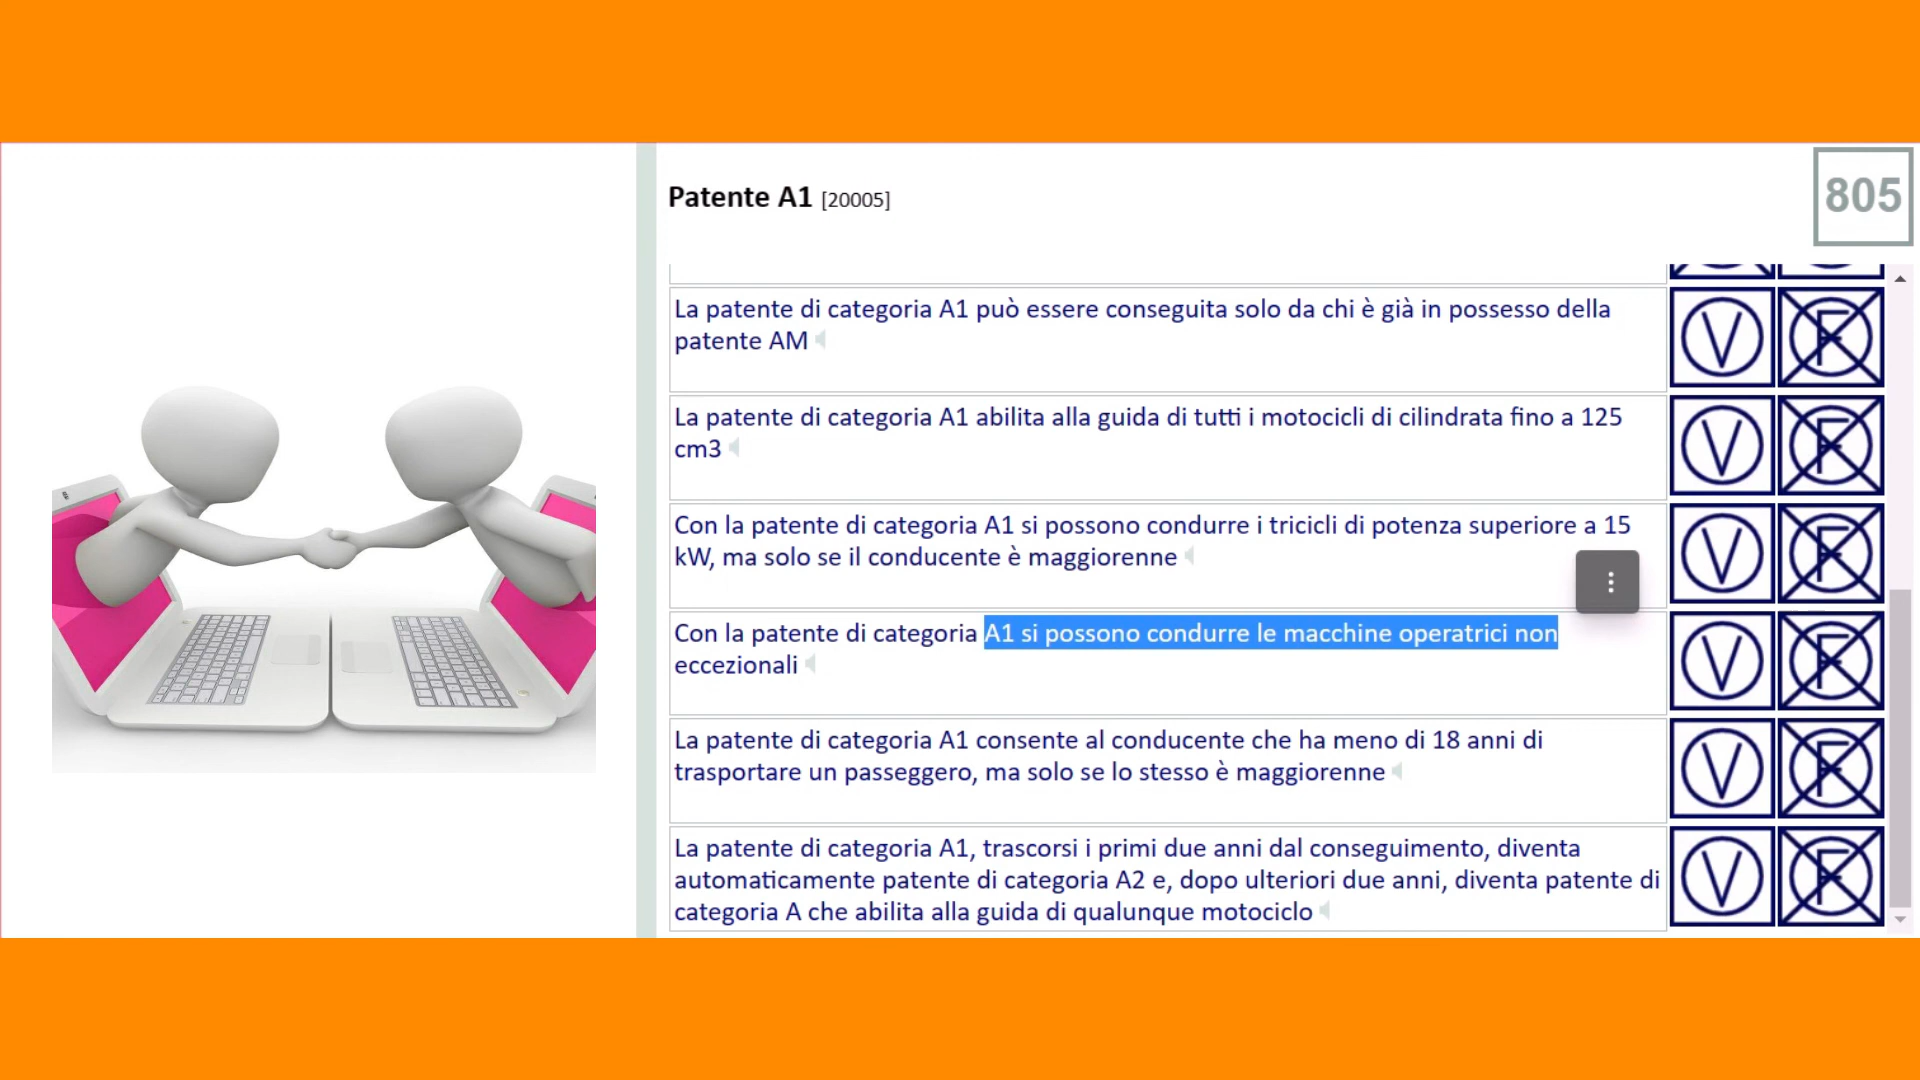 Patente A1 [20005]
805
La patente di categoria A1 può essere conseguita solo da chi è già in possesso della
patente AM
V F
La patente di categoria A1 abilita alla guida di tutti i motocicli di cilindrata fino a 125
cm3
V F
Con la patente di categoria A1 si possono condurre i tricicli di potenza superiore a 15
kW, ma solo se il conducente è maggiorenne
V F
Con la patente di categoria A1 si possono condurre le macchine operatrici non
eccezionali
V F
La patente di categoria A1 consente al conducente che ha meno di 18 anni di
trasportare un passeggero, ma solo se lo stesso è maggiorenne
V F
La patente di categoria A1, trascorsi i primi due anni dal conseguimento, diventa
automaticamente patente di categoria A2 e, dopo ulteriori due anni, diventa patente di
categoria A che abilita alla guida di qualunque motociclo
V F